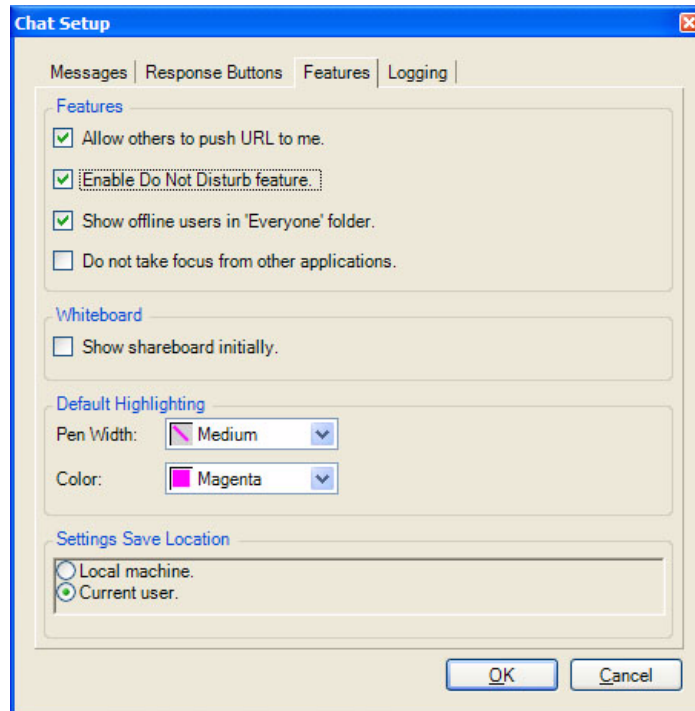 Chat Setup
Messages Response Buttons Features Logging
Features
Allow others to push URL to me.
Enable Do Not Disturb feature.
Show offline users in 'Everyone' folder.
Do not take focus from other applications.
Whiteboard
Show shareboard initially.
Default Highlighting
Pen Width: Medium
Color: Magenta
Settings Save Location
Local machine.
Current user.
OK Cancel